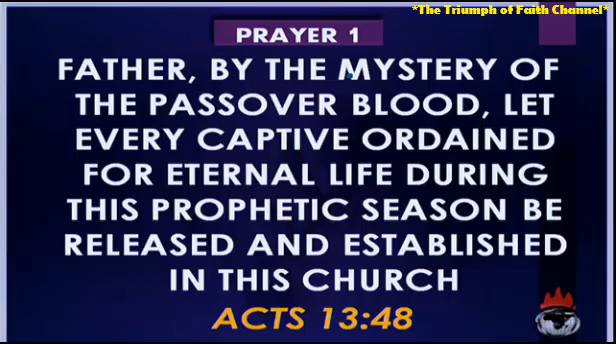 *The Triumph of Faith Channel*
PRAYER 1
FATHER, BY THE MYSTERY OF
THE PASSOVER BLOOD, LET
EVERY CAPTIVE ORDAINED
FOR ETERNAL LIFE DURING
THIS PROPHETIC SEASON BE
RELEASED AND ESTABLISHED
IN THIS CHURCH
ACTS 13:48